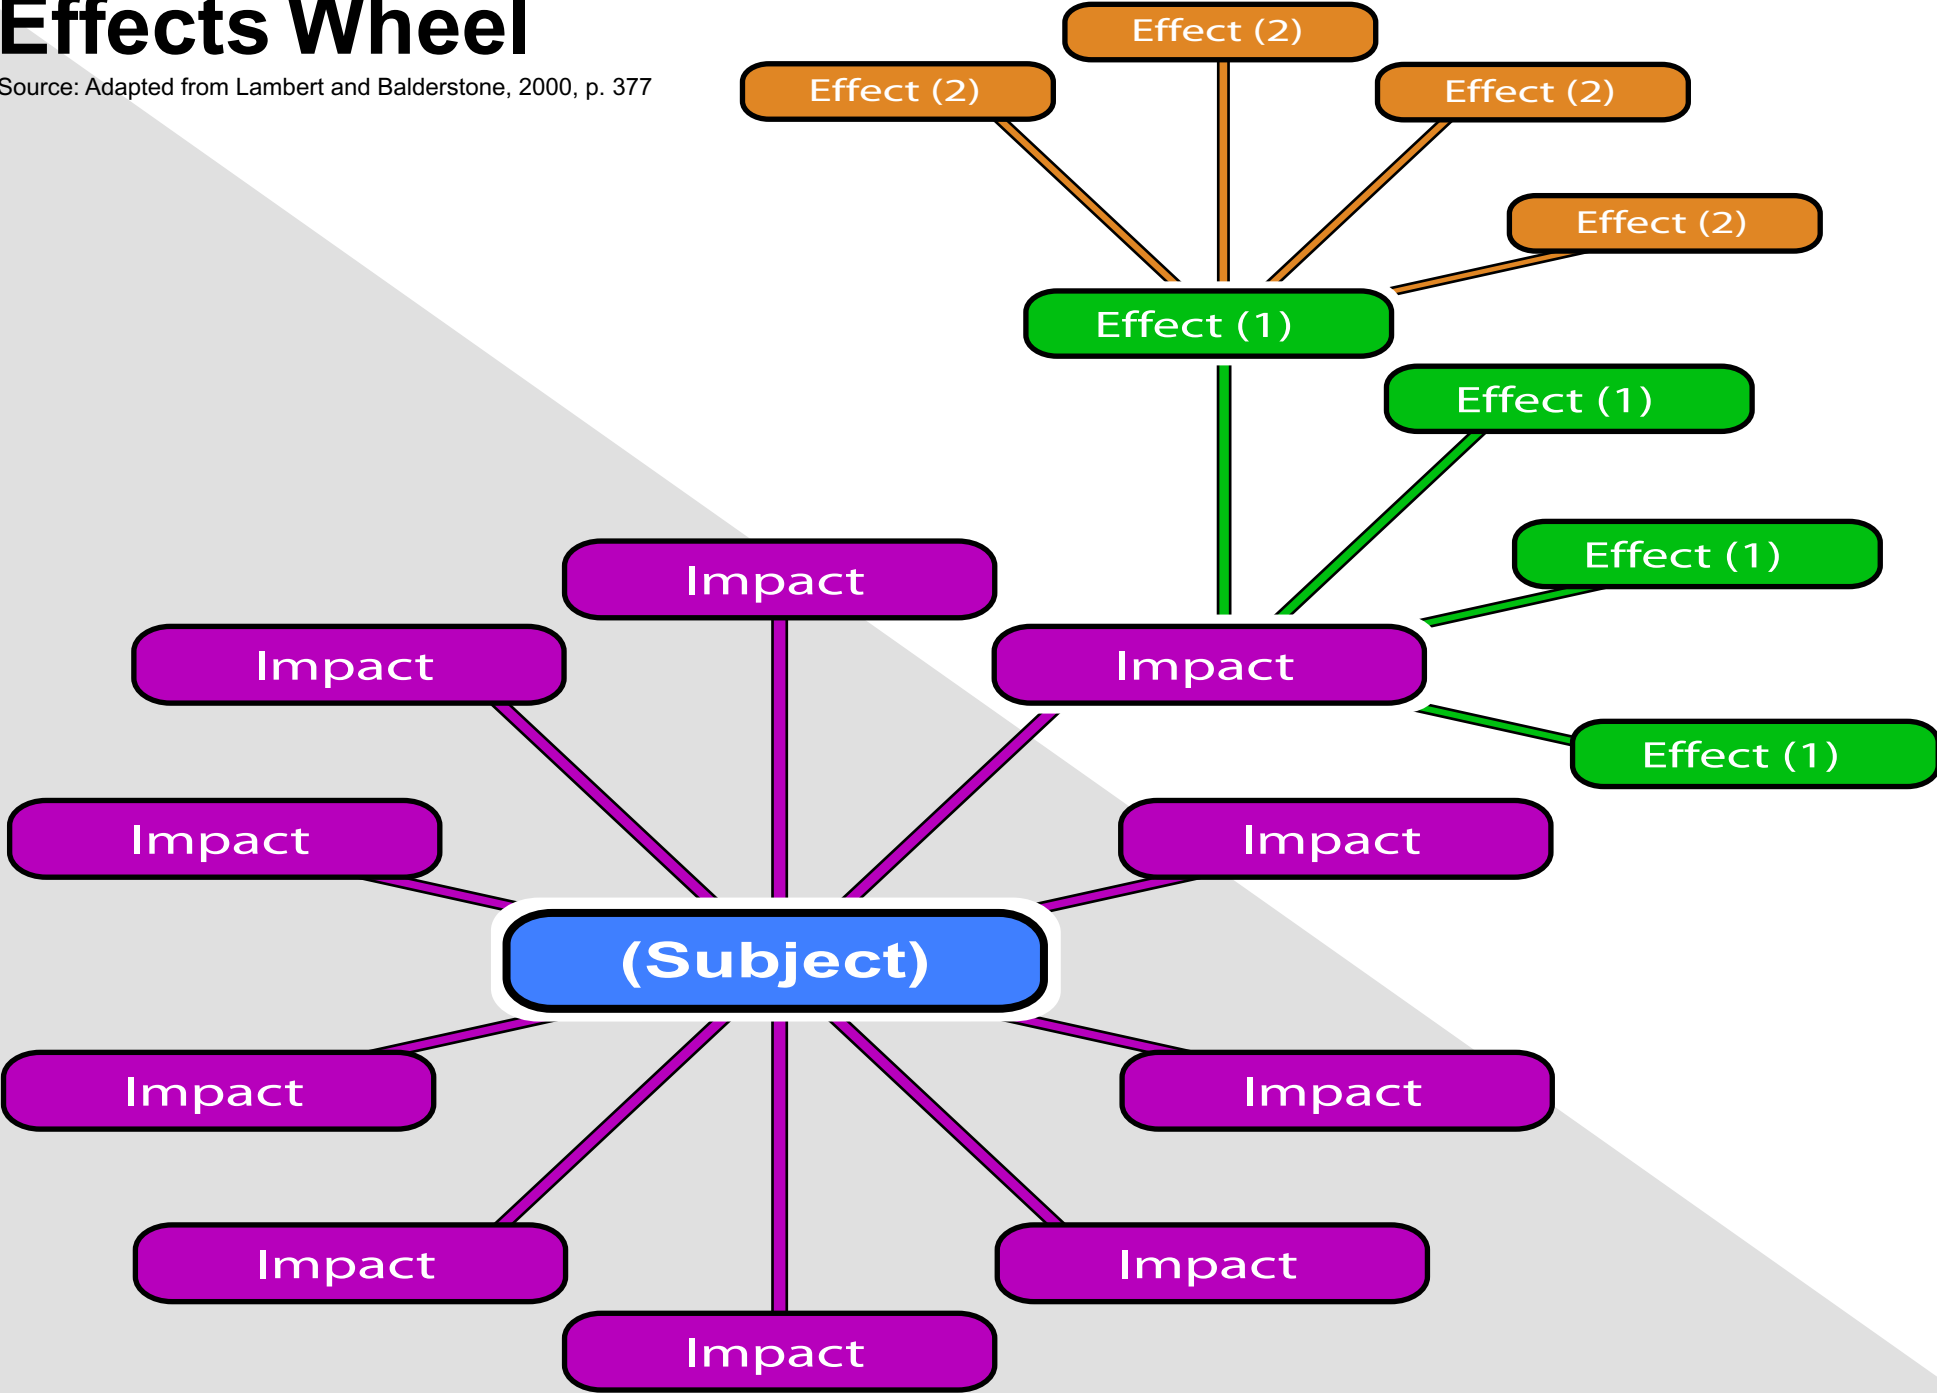 Effects Wheel
Source: Adapted from Lambert and Balderstone, 2000, p. 377
Effect (2)
Effect (2)
Effect (2)
Effect (2)
Effect (1)
Effect (1)
Effect (1)
Effect (1)
Impact
Impact
Impact
Impact
Impact
(Subject)
Impact
Impact
Impact
Impact
Impact